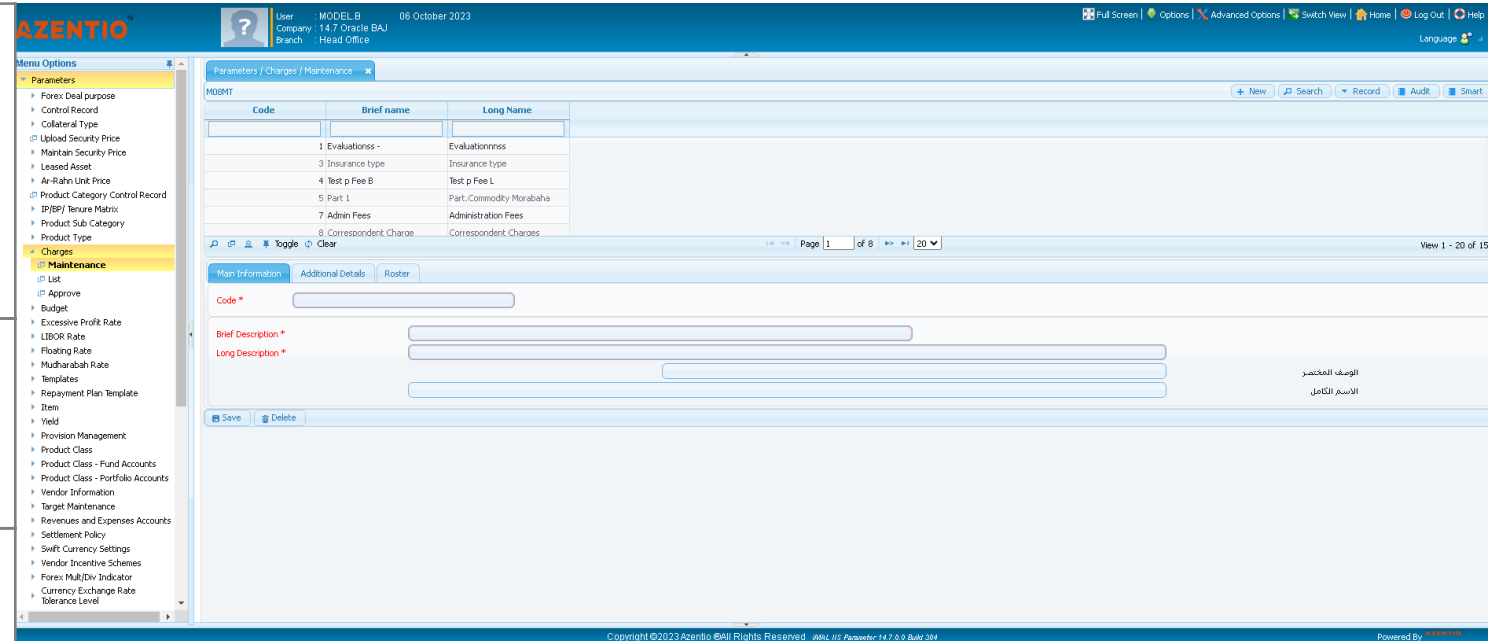 AZENTIO
User : MODEL.B 06 October 2023
Company : 14.7 Oracle BAJ
Branch : Head Office
Full Screen | Options | Advanced Options | Switch View | Home | Log Out | Help
Language
Menu Options
Parameters
Forex Deal purpose
Control Record
Collateral Type
Upload Security Price
Maintain Security Price
Leased Asset
Ar-Rahn Unit Price
Product Category Control Record
IP/BP/ Tenure Matrix
Product Sub Category
Product Type
Charges
Maintenance
List
Approve
Budget
Excessive Profit Rate
LIBOR Rate
Floating Rate
Mudharabah Rate
Templates
Repayment Plan Template
Item
Yield
Provision Management
Product Class
Product Class - Fund Accounts
Product Class - Portfolio Accounts
Vendor Information
Target Maintenance
Revenues and Expenses Accounts
Settlement Policy
Swift Currency Settings
Vendor Incentive Schemes
Forex Mult/Div Indicator
Currency Exchange Rate
Tolerance Level
Parameters / Charges / Maintenance
M08MT
New Search Record Audit Smart
Code Brief name Long Name
1 Evaluationss - Evaluationnnss
3 Insurance type Insurance type
4 Test p Fee B Test p Fee L
5 Part 1 Part.Commodity Morabaha
7 Admin Fees Administration Fees
8 Correspondent Charge Correspondent Charges
Toggle Clear Page 1 of 8 20 View 1 - 20 of 15
Main Information Additional Details Roster
Code *
Brief Description *
Long Description *
الوصف المختصر
الاسم الكامل
Save Delete
Copyright ©2023 Azentio ®All Rights Reserved IMAL IIS Parameter 14.7.0.0 Build 304
Powered By AZENTIO